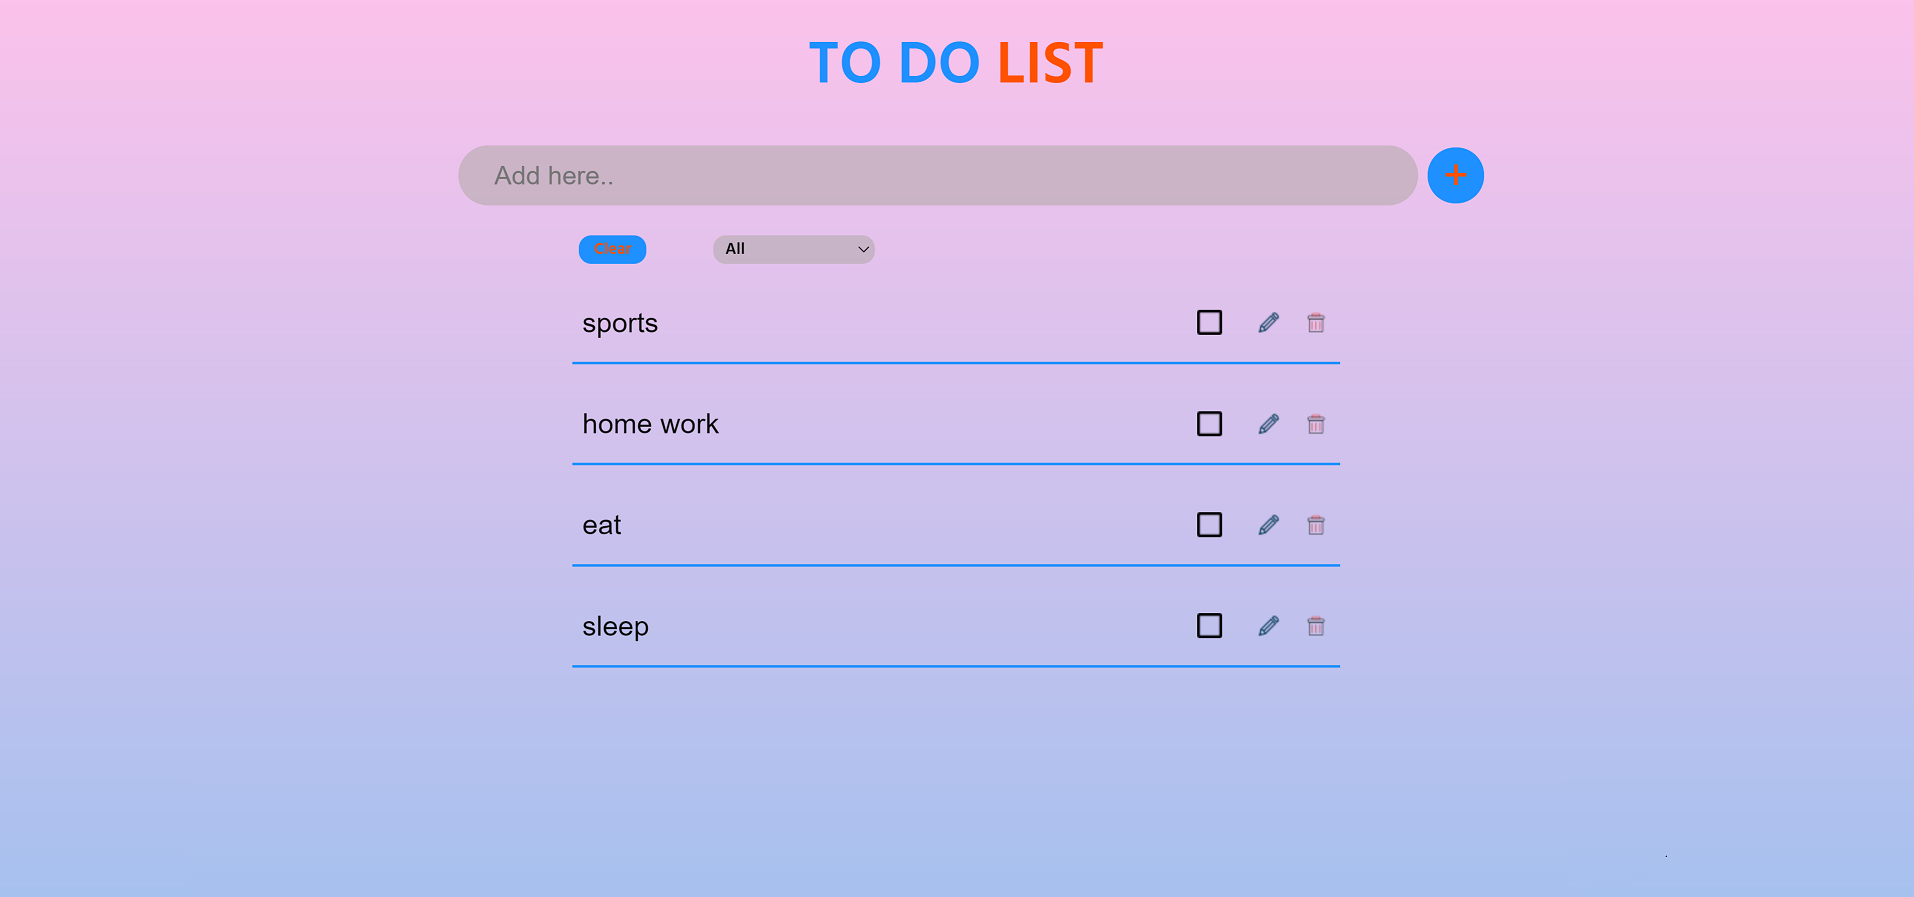 TO DO LIST
Add here..
+
Clear
All
sports
home work
eat
sleep